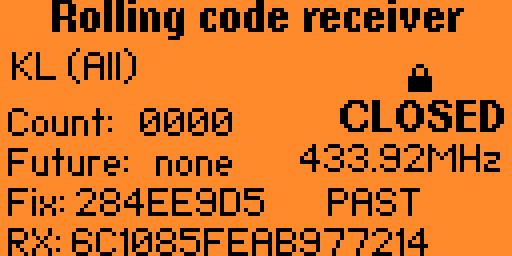 Rolling code receiver
KL (All)
CLOSED
Count: 0000
433.92MHz
Future: none
Fix: 284EE9D5 PAST
RX: 6C1085FEAB977214